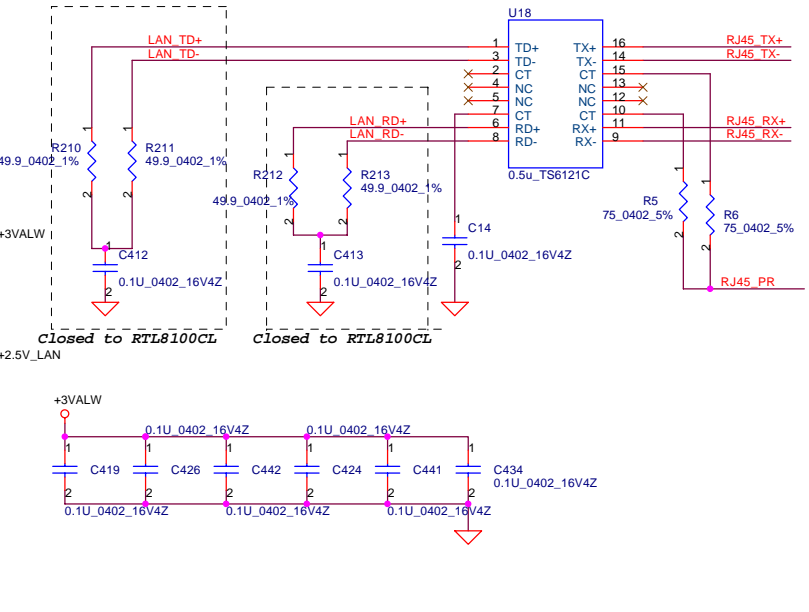 U18
LAN_TD+
LAN_TD-
1
3
2
4
5
7
6
8
TD+
TD-
CT
NC
NC
CT
RD+
RD-
TX+
TX-
CT
NC
NC
CT
RX+
RX-
16
14
15
13
12
10
11
9
RJ45_TX+
RJ45_TX-
RJ45_RX+
RJ45_RX-
0.5u_TS6121C
LAN_RD+
LAN_RD-
1
R210
49.9_0402_1%
2
1
R211
49.9_0402_1%
2
1
R212
49.9_0402_1%
2
1
R213
49.9_0402_1%
2
1
R5
75_0402_5%
2
1
R6
75_0402_5%
2
RJ45_PR
+3VALW
1
C412
0.1U_0402_16V4Z
2
1
C413
0.1U_0402_16V4Z
2
1
C14
0.1U_0402_16V4Z
2
Closed to RTL8100CL
Closed to RTL8100CL
+2.5V_LAN
+3VALW
0.1U_0402_16V4Z
0.1U_0402_16V4Z
1
1
1
1
1
1
C419
C426
C442
C424
C441
C434
0.1U_0402_16V4Z
2
2
2
2
2
2
0.1U_0402_16V4Z
0.1U_0402_16V4Z
0.1U_0402_16V4Z